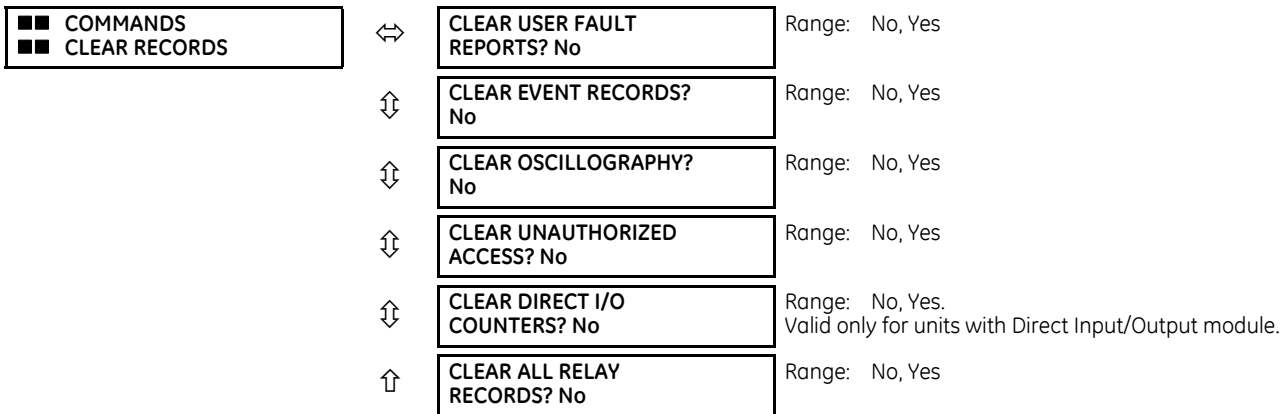 ■■ COMMANDS
■■ CLEAR RECORDS
CLEAR USER FAULT
REPORTS? No
Range: No, Yes
CLEAR EVENT RECORDS?
No
Range: No, Yes
CLEAR OSCILLOGRAPHY?
No
Range: No, Yes
CLEAR UNAUTHORIZED
ACCESS? No
Range: No, Yes
CLEAR DIRECT I/O
COUNTERS? No
Range: No, Yes.
Valid only for units with Direct Input/Output module.
CLEAR ALL RELAY
RECORDS? No
Range: No, Yes